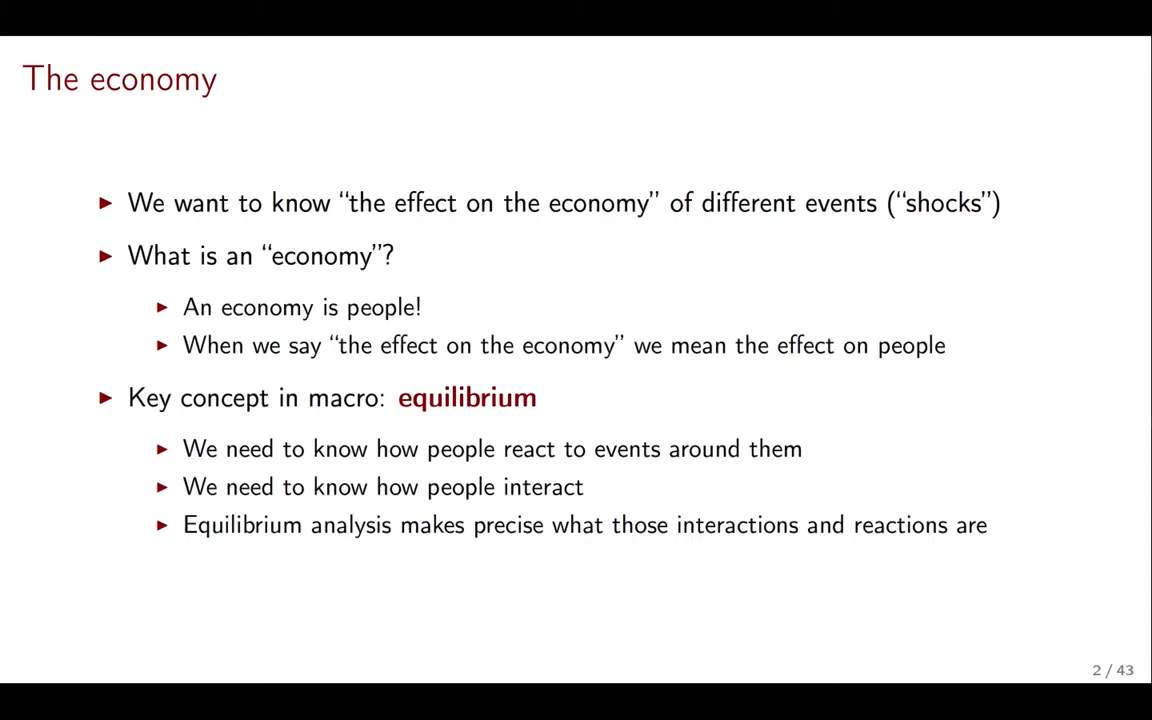 The economy
▶ We want to know “the effect on the economy” of different events (“shocks”)
▶ What is an “economy”?
▶ An economy is people!
▶ When we say “the effect on the economy” we mean the effect on people
▶ Key concept in macro: equilibrium
▶ We need to know how people react to events around them
▶ We need to know how people interact
▶ Equilibrium analysis makes precise what those interactions and reactions are
2 / 43